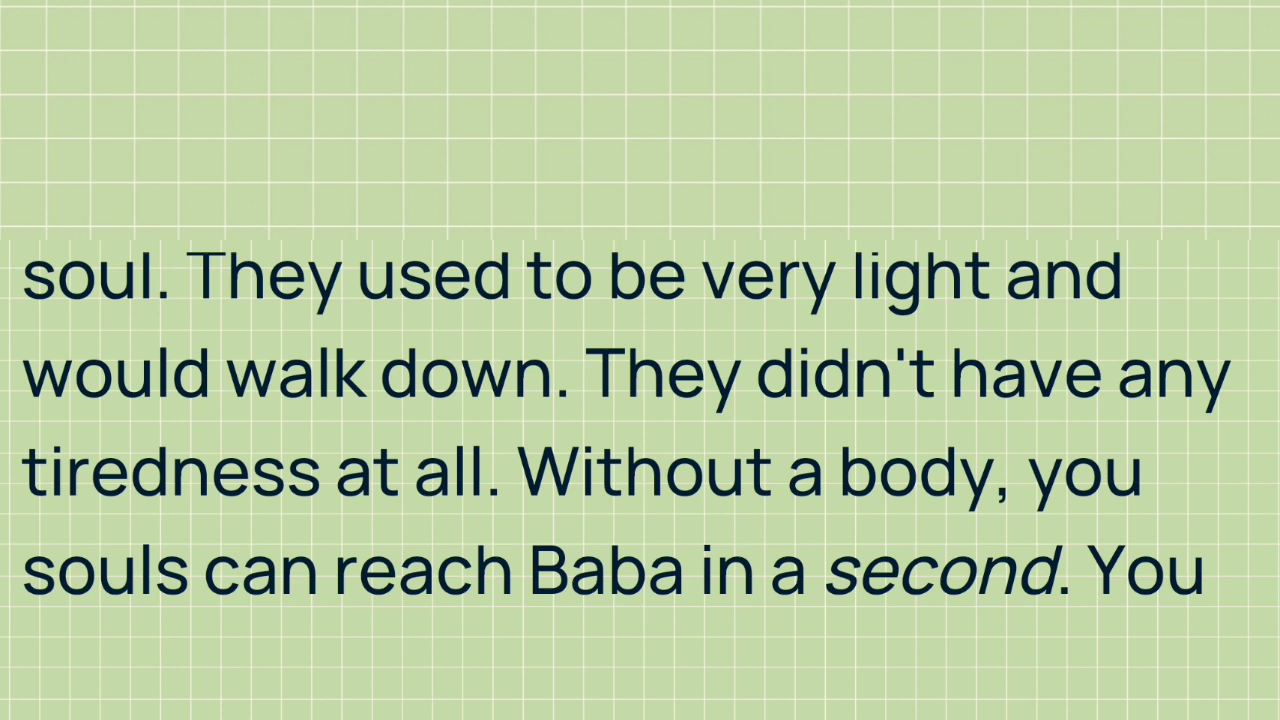 soul. They used to be very light and
would walk down. They didn't have any
tiredness at all. Without a body, you
souls can reach Baba in a second. You